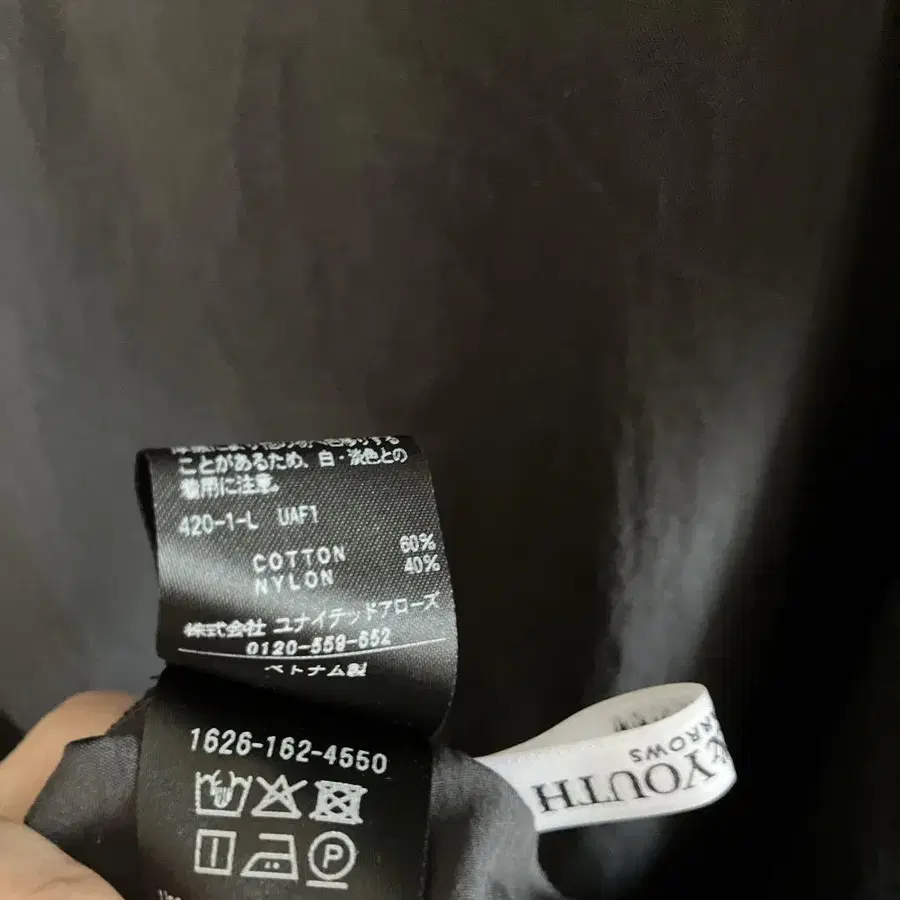 ことがあるため、白・淡色との
着用に注意。
420-1-L UAF1
COTTON 60%
NYLON 40%
株式会社 ユナイテッドアローズ
0120-559-652
ベトナム製
1626-162-4550
P
YOUTH
RROWS